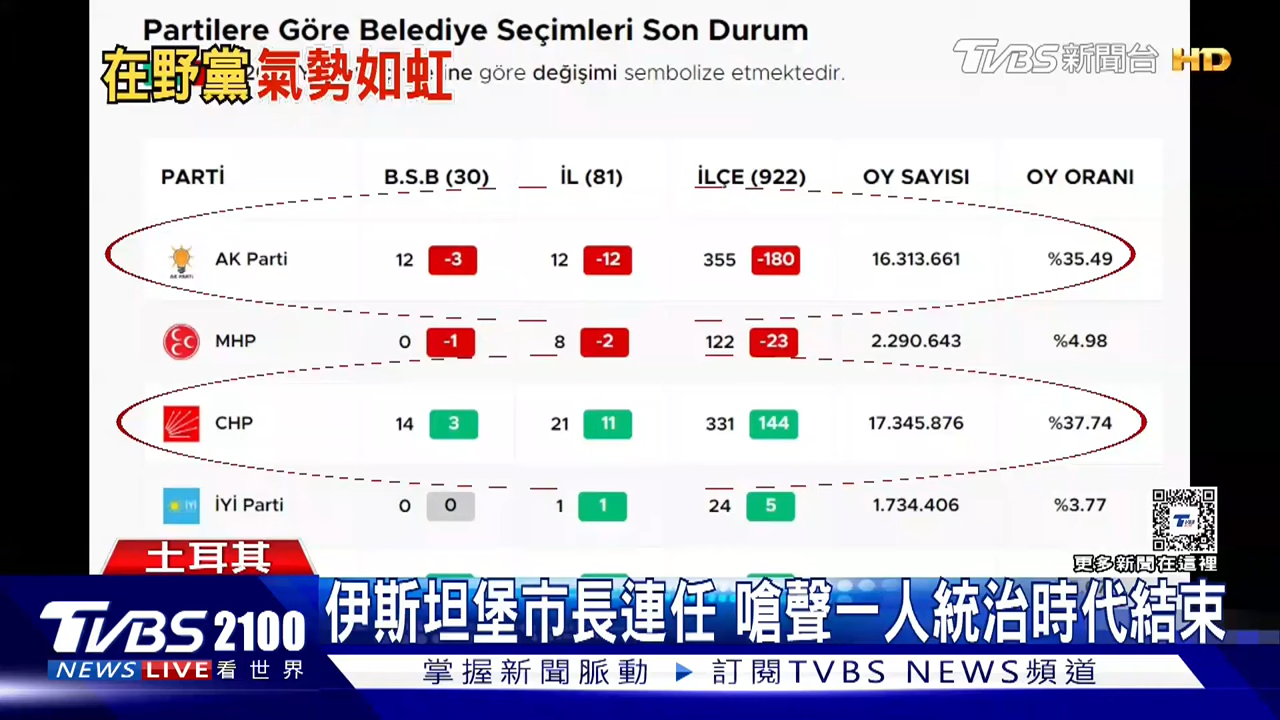 Partilere Göre Belediye Seçimleri Son Durum
在野黨氣勢如虹
göre değişimi sembolize etmektedir.
TVBS新聞台 HD
PARTİ B.S.B (30) İL (81) İLÇE (922) OY SAYISI OY ORANI
AK Parti 12 -3 12 -12 355 -180 16.313.661 %35.49
MHP 0 -1 8 -2 122 -23 2.290.643 %4.98
CHP 14 3 21 11 331 144 17.345.876 %37.74
İYİ Parti 0 0 1 1 24 5 1.734.406 %3.77
更多新聞在這裡
土耳其
TVBS 2100
NEWS LIVE 看世界
伊斯坦堡市長連任 嗆聲一人統治時代結束
掌握新聞脈動 ▶ 訂閱TVBS NEWS頻道